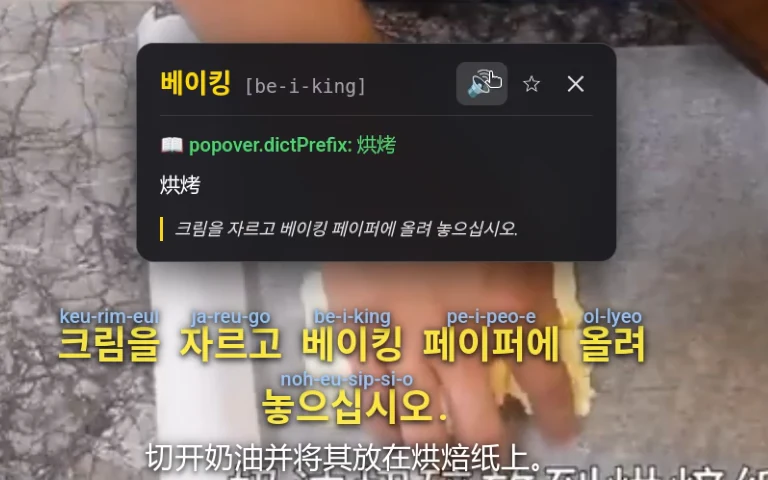 베이킹 [be-i-king]
📖 popover.dictPrefix: 烘烤
烘烤
크림을 자르고 베이킹 페이퍼에 올려 놓으십시오.
keu-rim-eul ja-reu-go be-i-king pe-i-peo-e ol-lyeo
크림을 자르고 베이킹 페이퍼에 올려
noh-eu-sip-si-o
놓으십시오.
切开奶油并将其放在烘焙纸上。